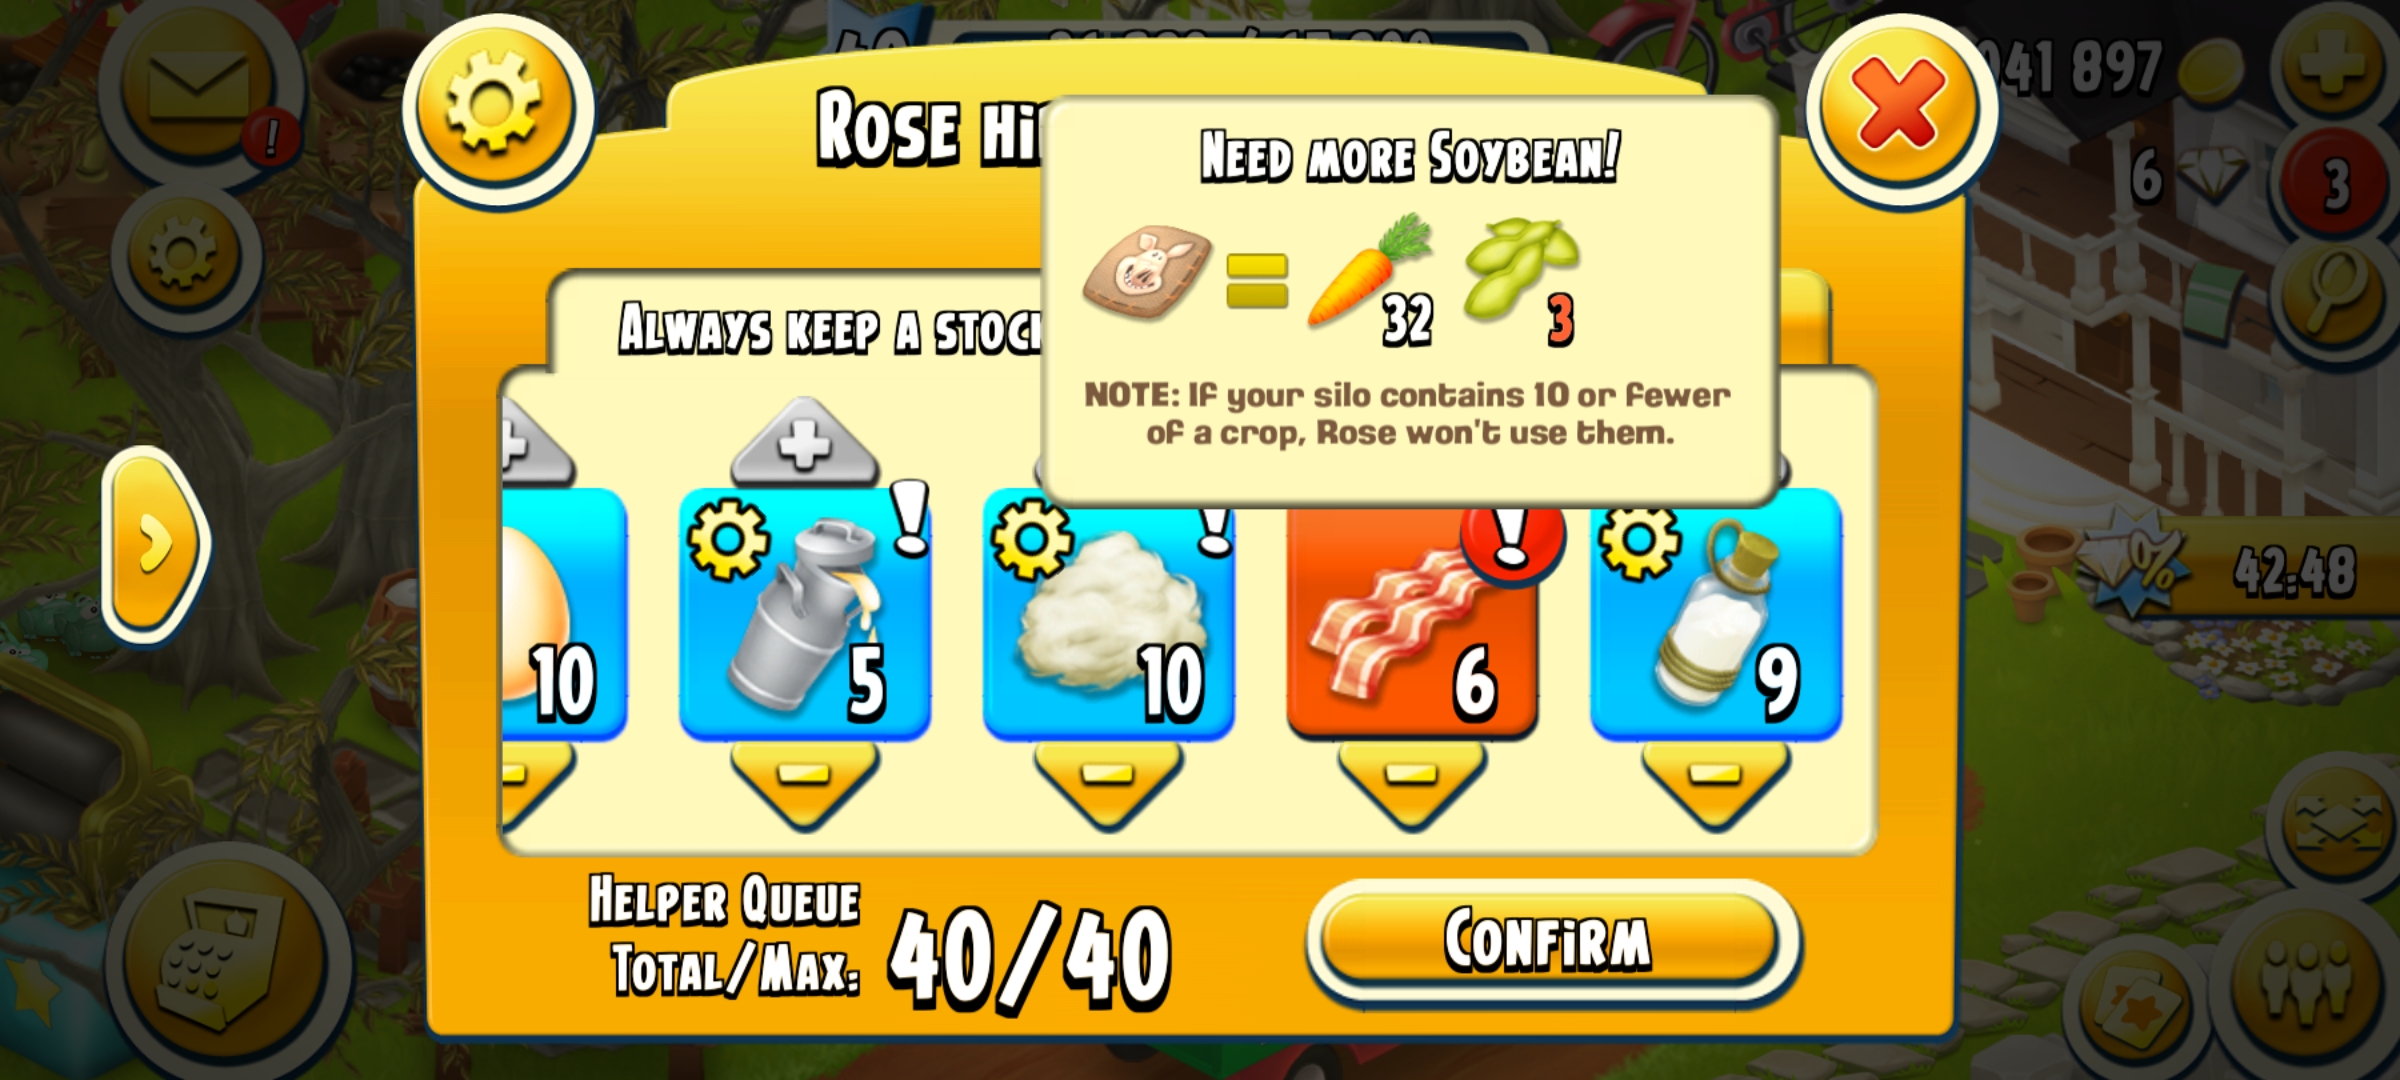 041 897
6
3
42:48
%
!
ROSE Hi
NEED MORE SOYBEAN!
32
3
NOTE: If your silo contains 10 or fewer
of a crop, Rose won't use them.
ALWAYS KEEP A STOC
!
!
!
10
5
10
6
9
HELPER QUEUE
TOTAL/MAX:
40/40
CONFiRM